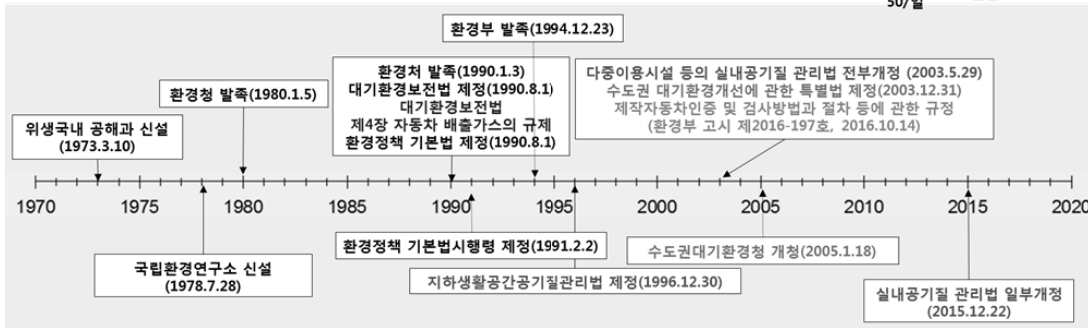 50/일
환경부 발족(1994.12.23)
환경처 발족(1990.1.3)
대기환경보전법 제정(1990.8.1)
대기환경보전법
제4장 자동차 배출가스의 규제
환경정책 기본법 제정(1990.8.1)
다중이용시설 등의 실내공기질 관리법 전부개정 (2003.5.29)
수도권 대기환경개선에 관한 특별법 제정(2003.12.31)
제작자동차인증 및 검사방법과 절차 등에 관한 규정
(환경부 고시 제2016-197호, 2016.10.14)
환경청 발족(1980.1.5)
위생국내 공해과 신설
(1973.3.10)
1970 1975 1980 1985 1990 1995 2000 2005 2010 2015 2020
환경정책 기본법시행령 제정(1991.2.2)
수도권대기환경청 개청(2005.1.18)
국립환경연구소 신설
(1978.7.28)
지하생활공간공기질관리법 제정(1996.12.30)
실내공기질 관리법 일부개정
(2015.12.22)